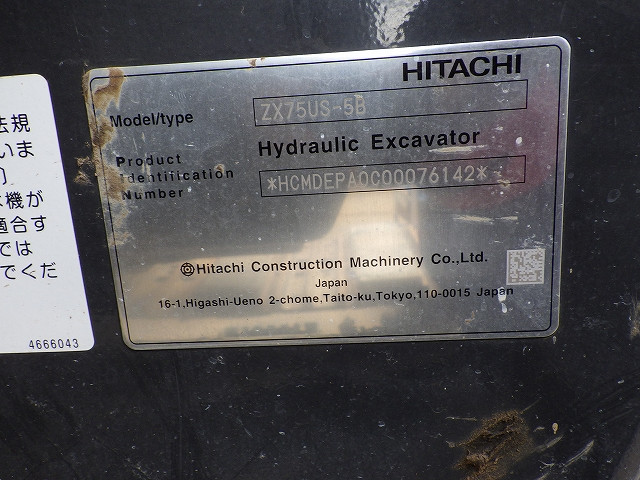 HITACHI
Model/type ZX75US-5B
Hydraulic Excavator
Product
Identification
Number
*HCMDEPA0C00076142*
Hitachi Construction Machinery Co.,Ltd.
Japan
16-1,Higashi-Ueno 2-chome,Taito-ku,Tokyo,110-0015 Japan
法規
いま
機が
適合す
では
でくだ
4666043